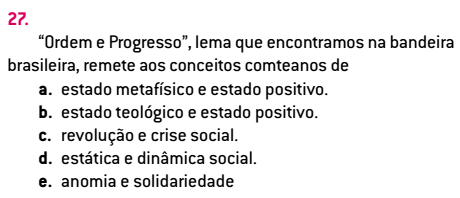 27.
“Ordem e Progresso”, lema que encontramos na bandeira
brasileira, remete aos conceitos comteanos de
a. estado metafísico e estado positivo.
b. estado teológico e estado positivo.
c. revolução e crise social.
d. estática e dinâmica social.
e. anomia e solidariedade